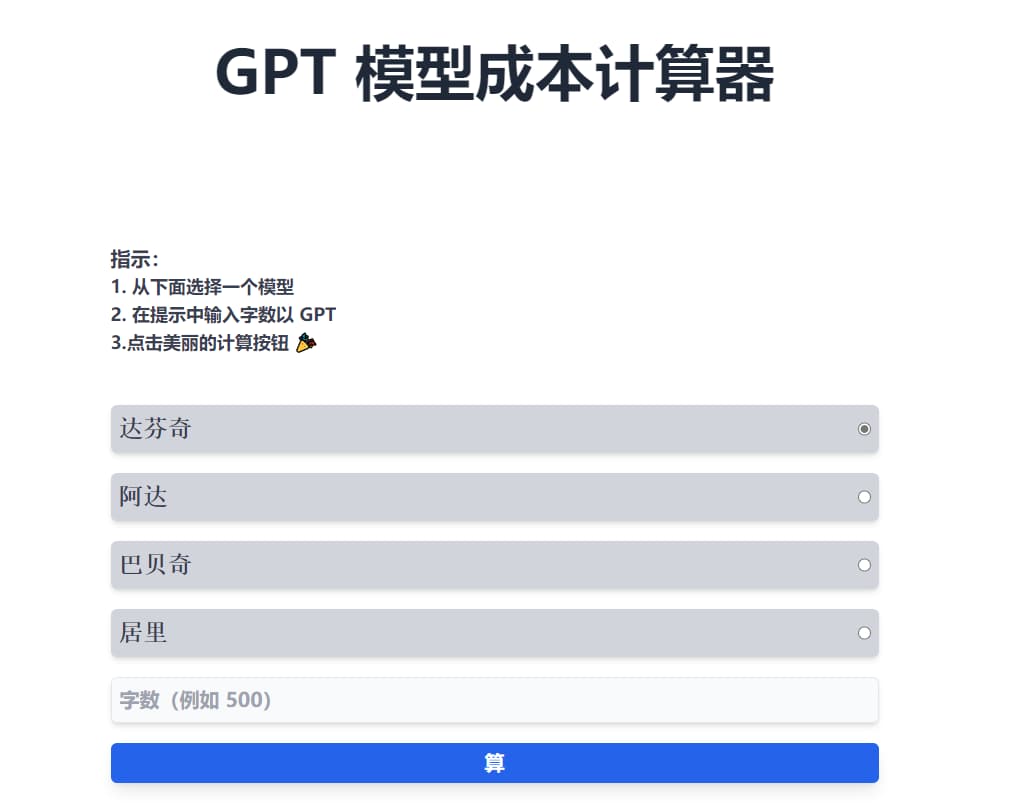 GPT 模型成本计算器
指示：
1. 从下面选择一个模型
2. 在提示中输入字数以 GPT
3.点击美丽的计算按钮 🎉
达芬奇
阿达
巴贝奇
居里
字数（例如 500）
算